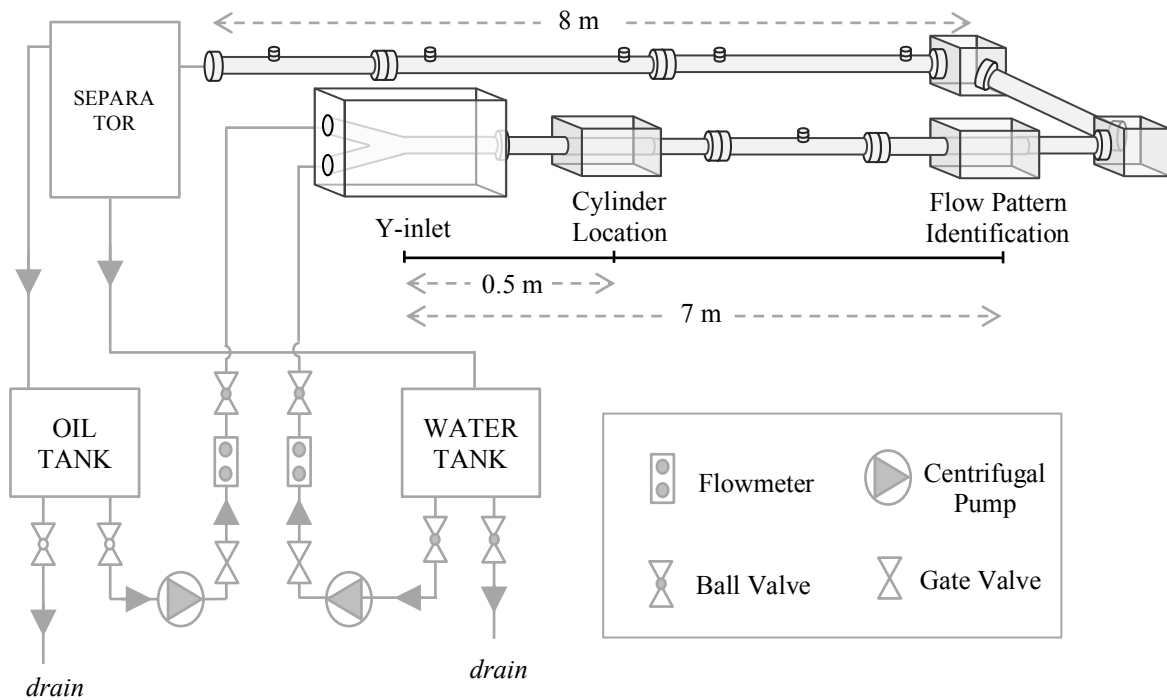 8 m
SEPARA
TOR
Y-inlet
Cylinder
Location
Flow Pattern
Identification
0.5 m
7 m
OIL
TANK
WATER
TANK
Flowmeter
Centrifugal
Pump
Ball Valve
Gate Valve
drain
drain